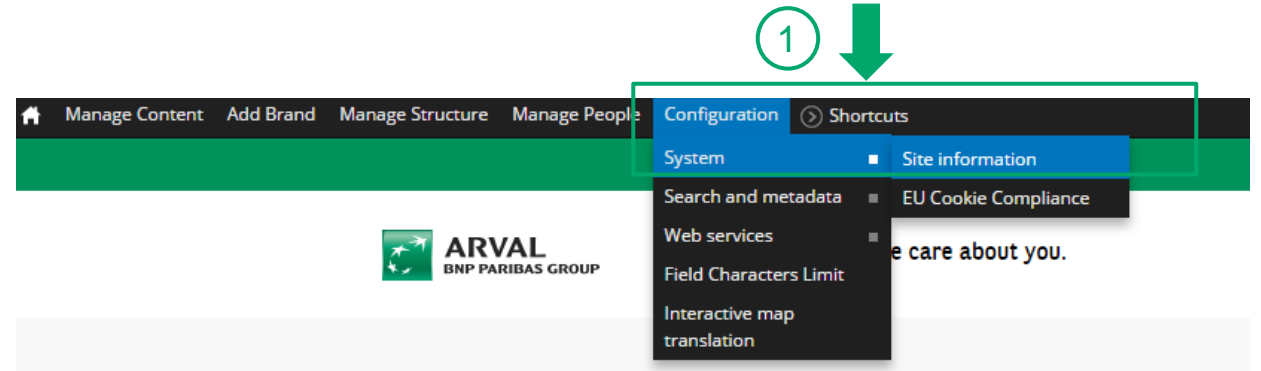 1
Manage Content Add Brand Manage Structure Manage People Configuration Shortcuts
System Site information
Search and metadata EU Cookie Compliance
Web services
ARVAL e care about you.
BNP PARIBAS GROUP
Field Characters Limit
Interactive map
translation